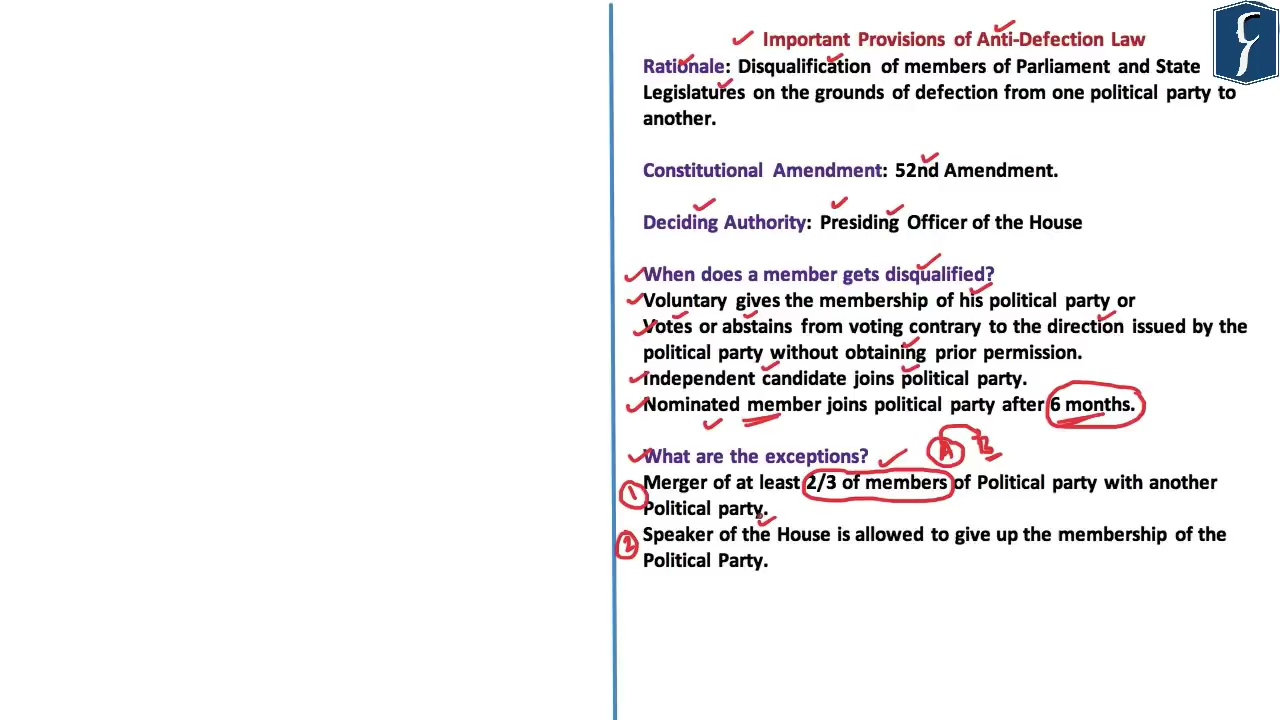 Important Provisions of Anti-Defection Law
Rationale: Disqualification of members of Parliament and State
Legislatures on the grounds of defection from one political party to
another.
Constitutional Amendment: 52nd Amendment.
Deciding Authority: Presiding Officer of the House
When does a member gets disqualified?
Voluntary gives the membership of his political party or
Votes or abstains from voting contrary to the direction issued by the
political party without obtaining prior permission.
Independent candidate joins political party.
Nominated member joins political party after 6 months.
A B
What are the exceptions?
1 Merger of at least 2/3 of members of Political party with another
Political party.
2 Speaker of the House is allowed to give up the membership of the
Political Party.